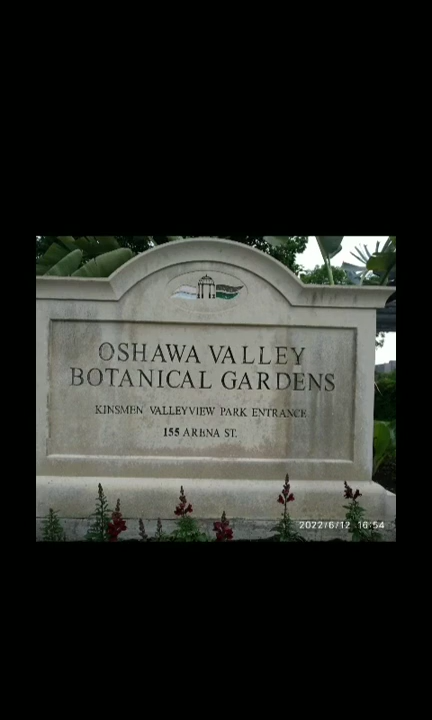 OSHAWA VALLEY
BOTANICAL GARDENS
KINSMEN VALLEYVIEW PARK ENTRANCE
155 ARENA ST.
2022/6/12 16:54